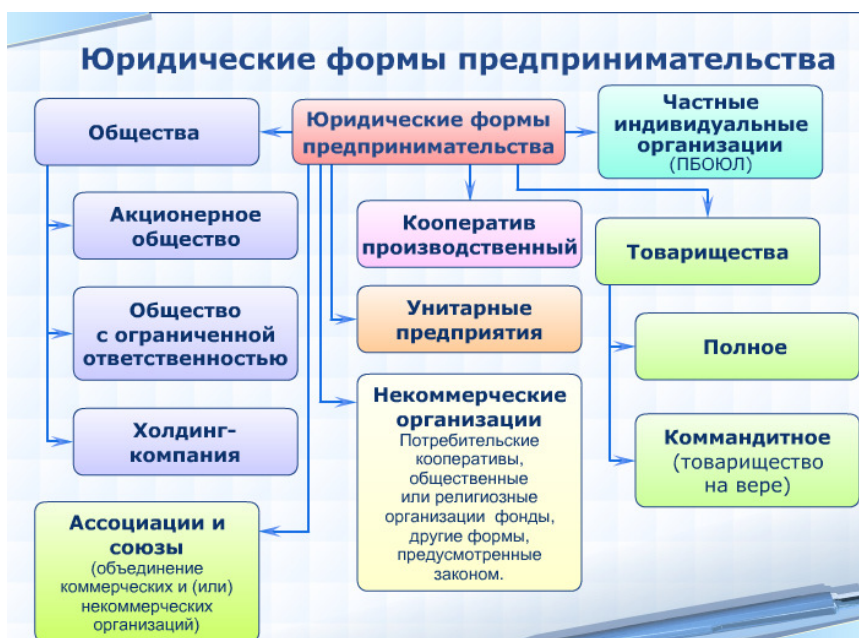 Юридические формы предпринимательства
Общества
Юридические формы
предпринимательства
Частные
индивидуальные
организации
(ПБОЮЛ)
Акционерное
общество
Кооператив
производственный
Товарищества
Общество
с ограниченной
ответственностью
Унитарные
предприятия
Полное
Холдинг-
компания
Некоммерческие
организации
Потребительские
кооперативы,
общественные
или религиозные
организации фонды,
другие формы,
предусмотренные
законом.
Коммандитное
(товарищество
на вере)
Ассоциации и
союзы
(объединение
коммерческих и (или)
некоммерческих
организаций)